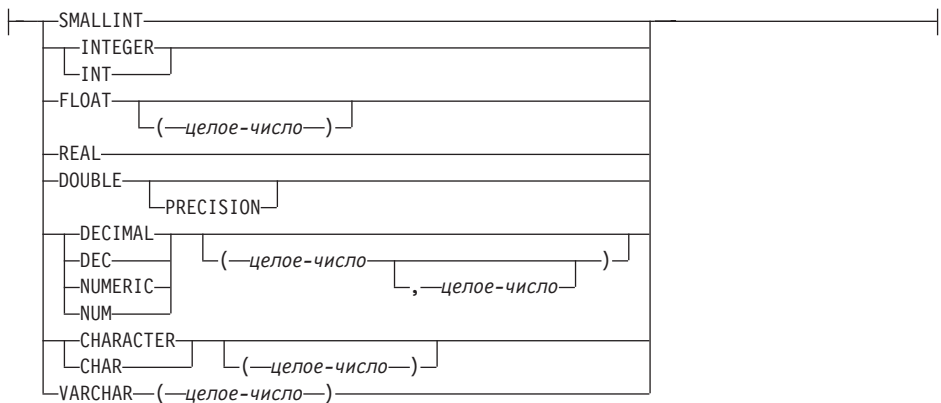 SMALLINT
INTEGER
INT
FLOAT
(целое-число)
REAL
DOUBLE
PRECISION
DECIMAL
DEC (целое-число )
NUMERIC ,целое-число
NUM
CHARACTER
CHAR (целое-число)
VARCHAR (целое-число)